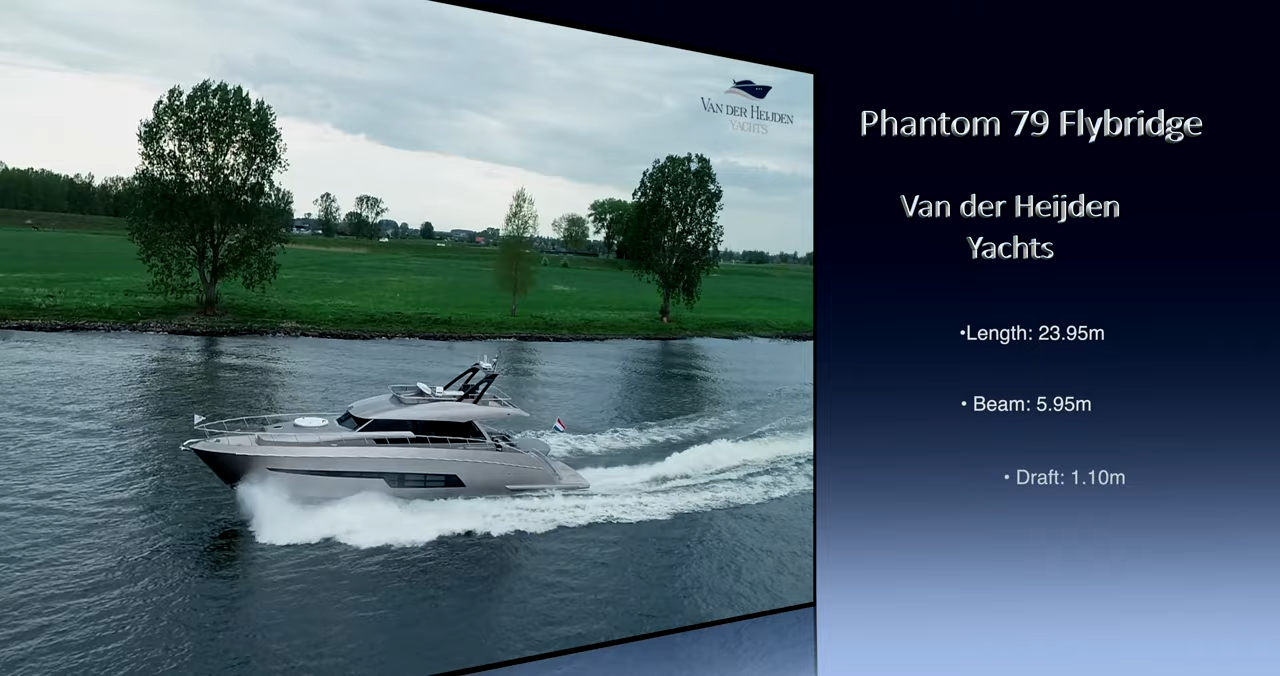 VAN DER HEIJDEN
YACHTS
Phantom 79 Flybridge
Van der Heijden
Yachts
•Length: 23.95m
• Beam: 5.95m
• Draft: 1.10m